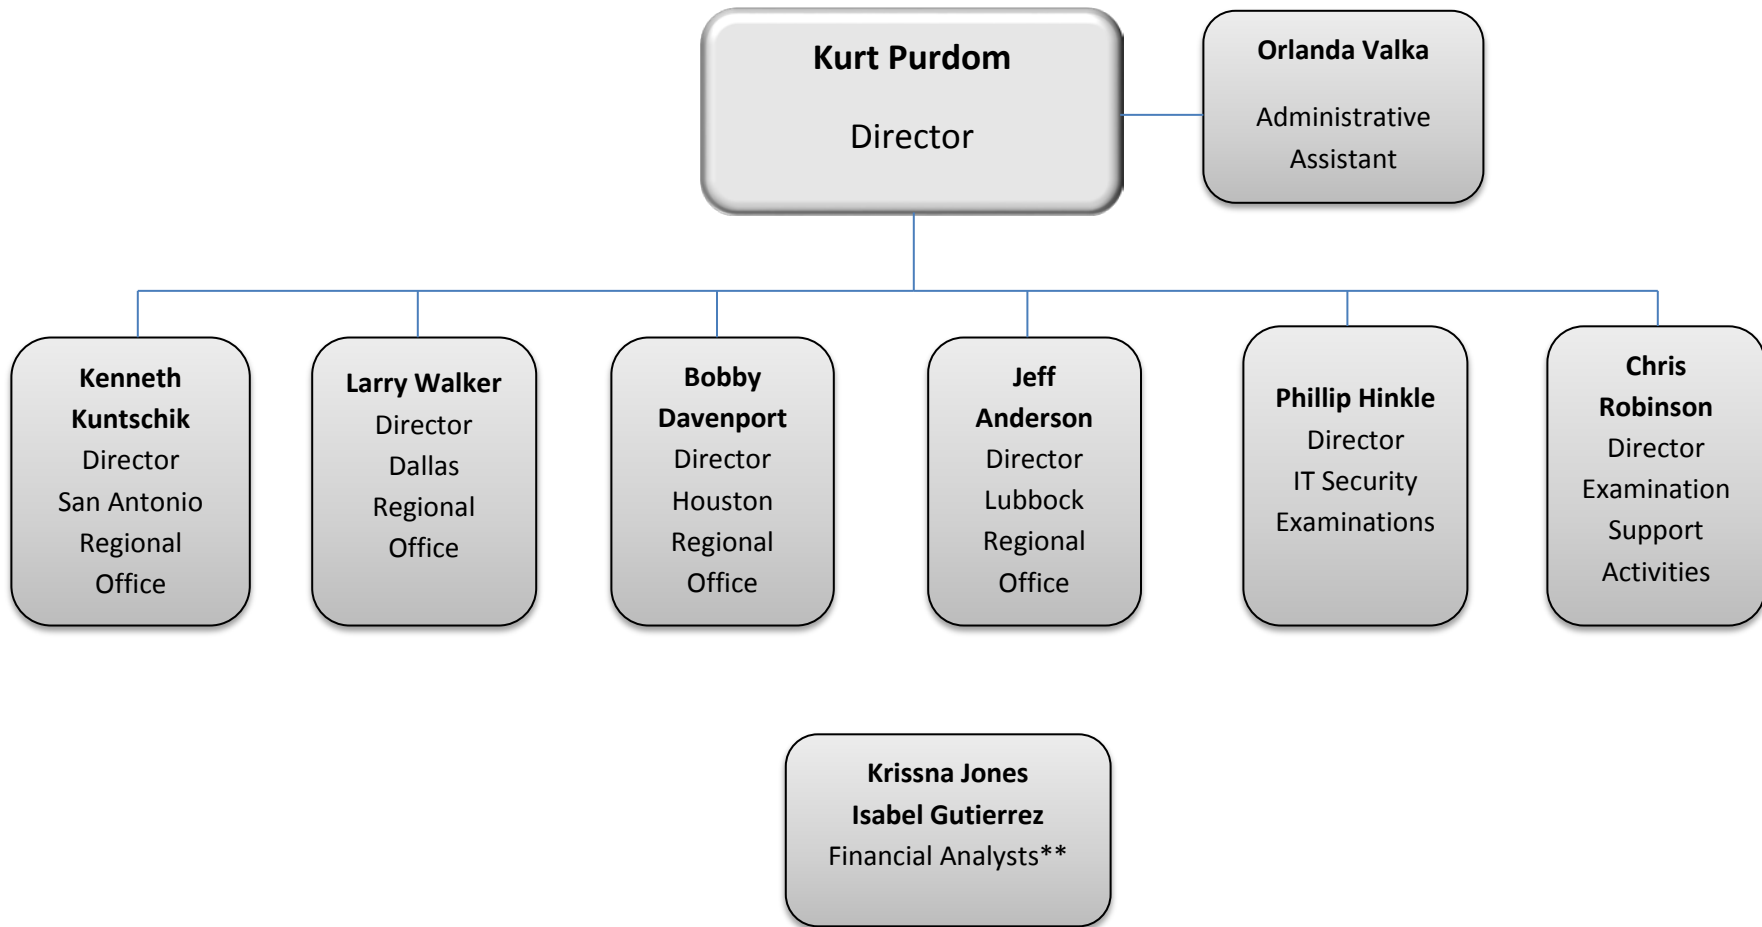 Kurt Purdom
Director
Orlanda Valka
Administrative
Assistant
Kenneth
Kuntschik
Director
San Antonio
Regional
Office
Larry Walker
Director
Dallas
Regional
Office
Bobby
Davenport
Director
Houston
Regional
Office
Jeff
Anderson
Director
Lubbock
Regional
Office
Phillip Hinkle
Director
IT Security
Examinations
Chris
Robinson
Director
Examination
Support
Activities
Krissna Jones
Isabel Gutierrez
Financial Analysts**